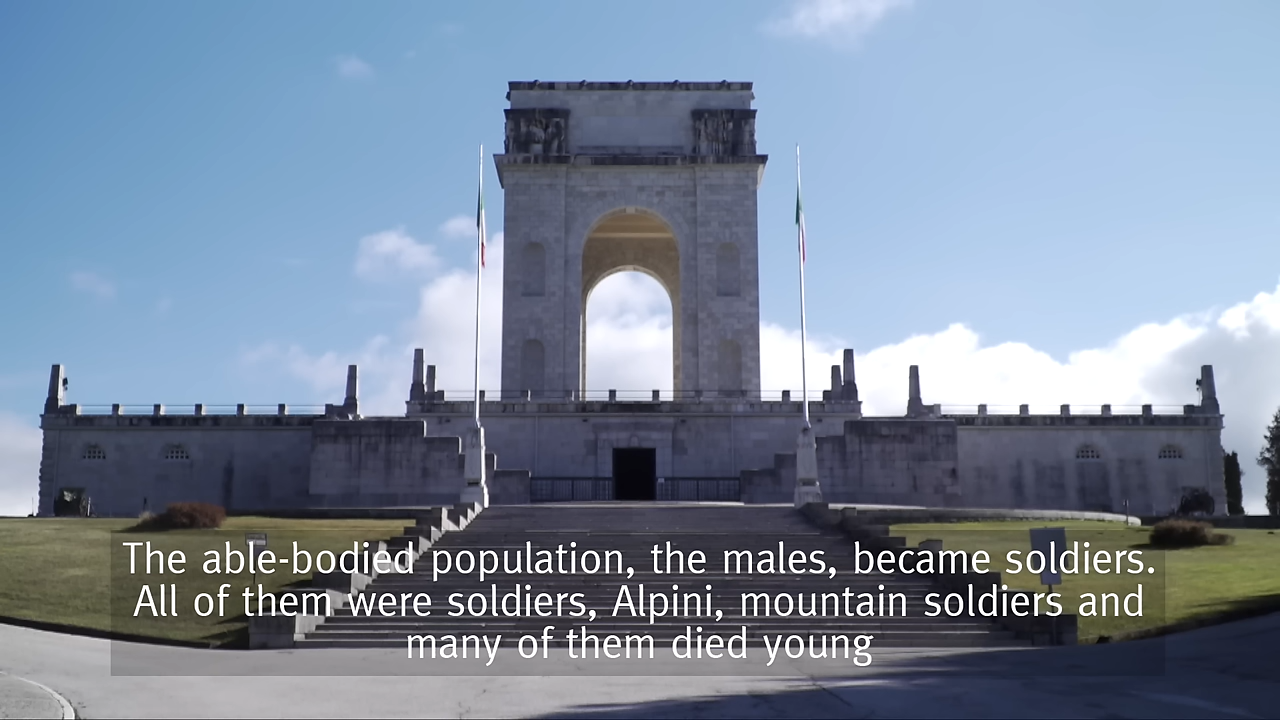 The able-bodied population, the males, became soldiers.
All of them were soldiers, Alpini, mountain soldiers and
many of them died young